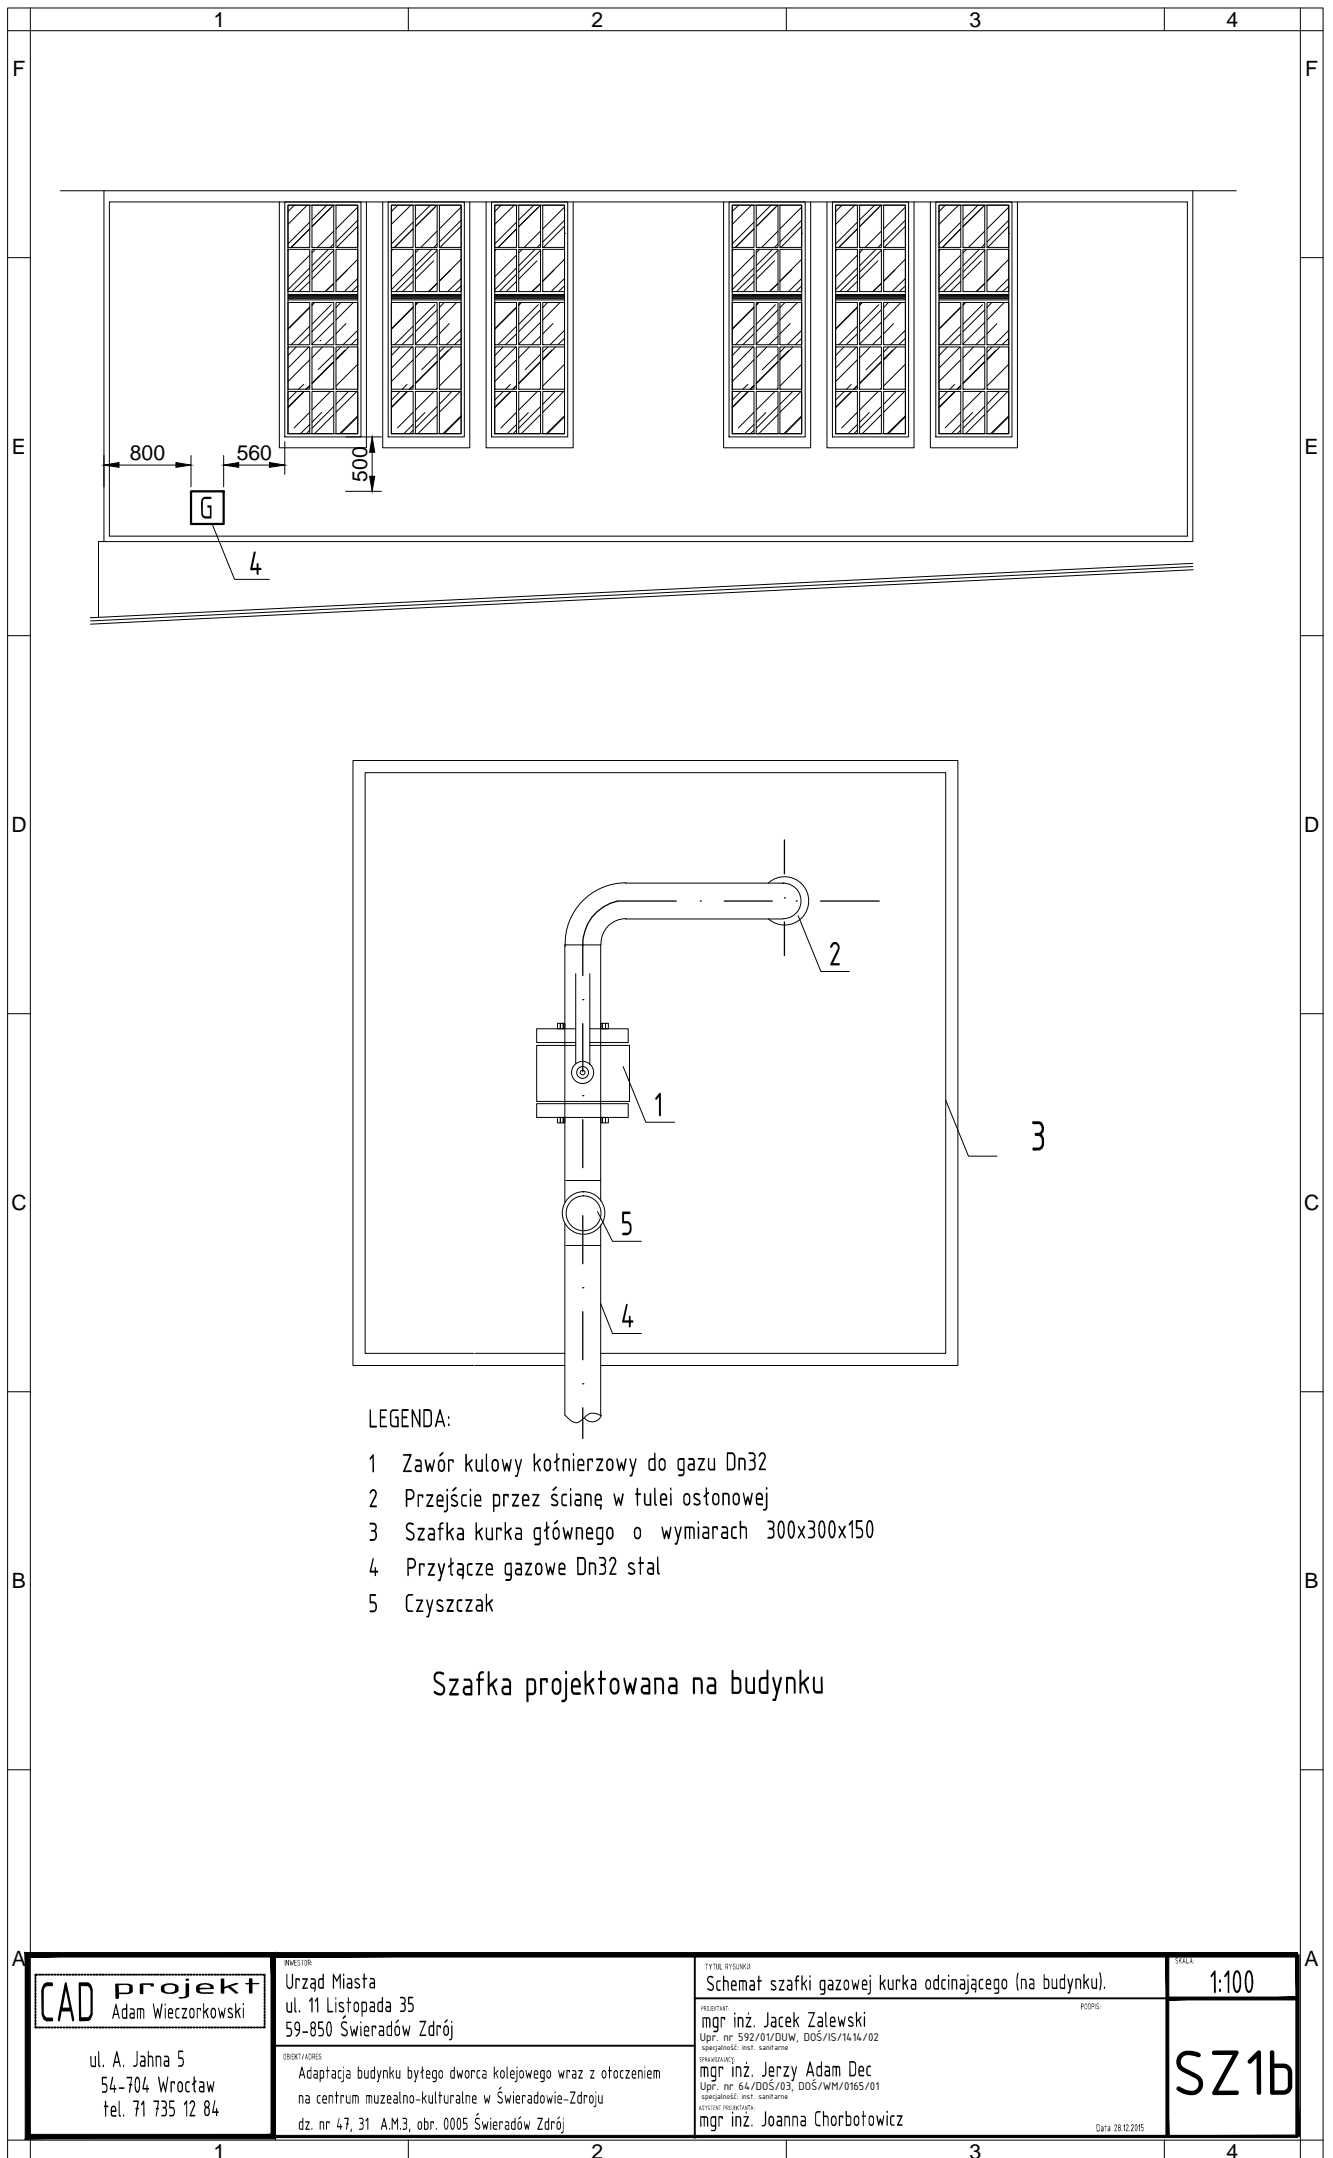 1 2 3 4
F F
E E
800
560
500
G
4
D D
2
1
3
C C
5
4
LEGENDA:
1 Zawór kulowy kołnierzowy do gazu Dn32
2 Przejście przez ścianę w tulei osłonowej
3 Szafka kurka głównego o wymiarach 300x300x150
4 Przyłącze gazowe Dn32 stal
5 Czyszczak
B B
Szafka projektowana na budynku
A A
CAD projekt
Adam Wieczorkowski
ul. A. Jahna 5
54-704 Wrocław
tel. 71 735 12 84
INWESTOR:
Urząd Miasta
ul. 11 Listopada 35
59-850 Świeradów Zdrój
OBIEKT/ADRES
Adaptacja budynku byłego dworca kolejowego wraz z otoczeniem
na centrum muzealno-kulturalne w Świeradowie-Zdroju
dz. nr 47, 31 A.M.3, obr. 0005 Świeradów Zdrój
TYTUŁ RYSUNKU:
Schemat szafki gazowej kurka odcinającego (na budynku).
PROJEKTANT: PODPIS:
mgr inż. Jacek Zalewski
Upr. nr 592/01/DUW, DOŚ/IS/1414/02
specjalność: inst. sanitarne
SPRAWDZAJĄCY:
mgr inż. Jerzy Adam Dec
Upr. nr 64/DOŚ/03, DOŚ/WM/0165/01
specjalność: inst. sanitarne
ASYSTENT PROJEKTANTA:
mgr inż. Joanna Chorbotowicz
Data 28.12.2015
SKALA:
1:100
SZ1b
1 2 3 4